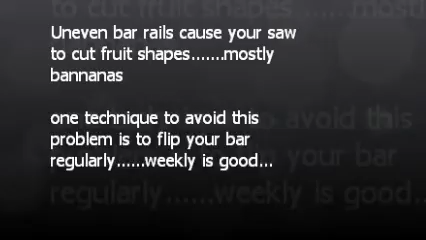 Uneven bar rails cause your saw
to cut fruit shapes.......mostly
bannanas
one technique to avoid this
problem is to flip your bar
regularly......weekly is good...